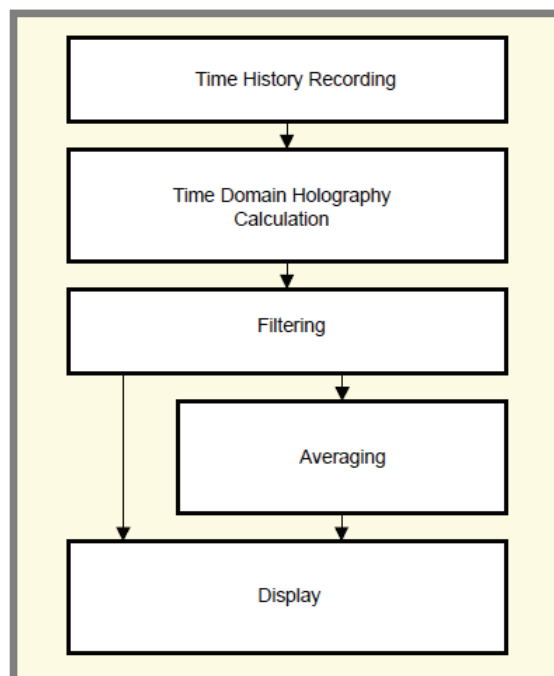 Time History Recording
Time Domain Holography
Calculation
Filtering
Averaging
Display